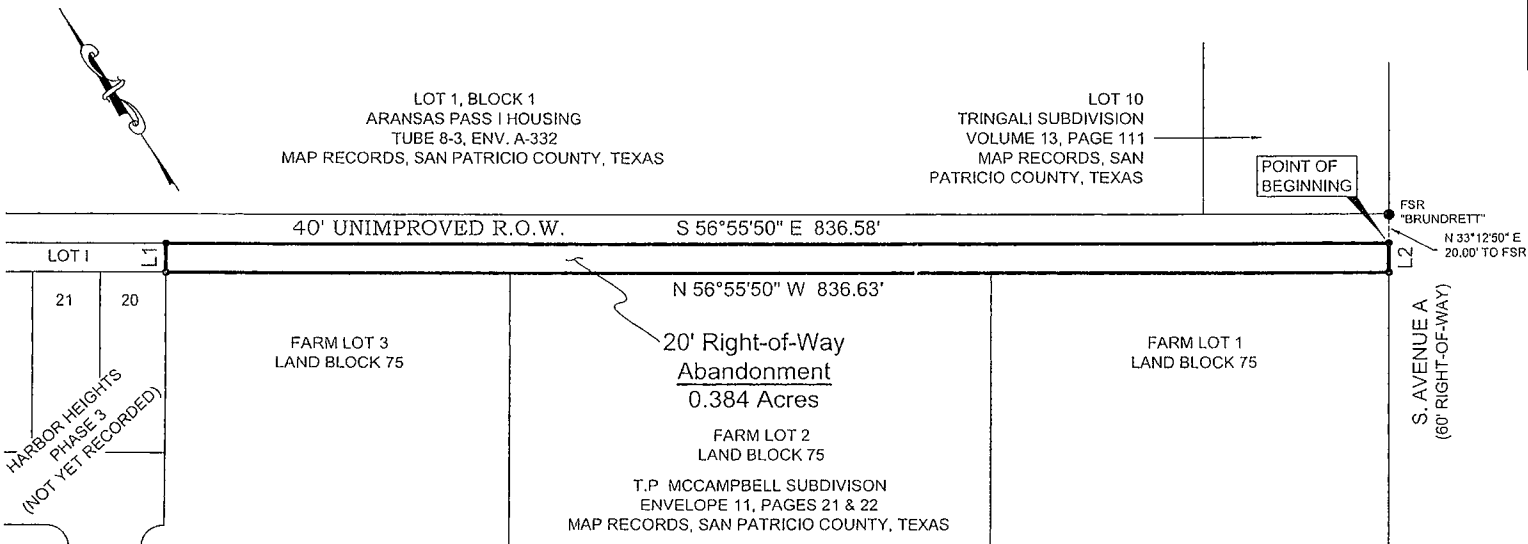 LOT 1, BLOCK 1
ARANSAS PASS I HOUSING
TUBE 8-3, ENV. A-332
MAP RECORDS, SAN PATRICIO COUNTY, TEXAS
LOT 10
TRINGALI SUBDIVISION
VOLUME 13, PAGE 111
MAP RECORDS, SAN
PATRICIO COUNTY, TEXAS
POINT OF
BEGINNING
FSR
"BRUNDRETT"
N 33°12'50" E
20.00' TO FSR
40' UNIMPROVED R.O.W.
S 56°55'50" E 836.58'
LOT I
L1
L2
N 56°55'50" W 836.63'
21
20
FARM LOT 3
LAND BLOCK 75
20' Right-of-Way
Abandonment
0.384 Acres
FARM LOT 1
LAND BLOCK 75
S. AVENUE A
(60' RIGHT-OF-WAY)
HARBOR HEIGHTS
PHASE 3
(NOT YET RECORDED)
FARM LOT 2
LAND BLOCK 75
T.P MCCAMPBELL SUBDIVISON
ENVELOPE 11, PAGES 21 & 22
MAP RECORDS, SAN PATRICIO COUNTY, TEXAS